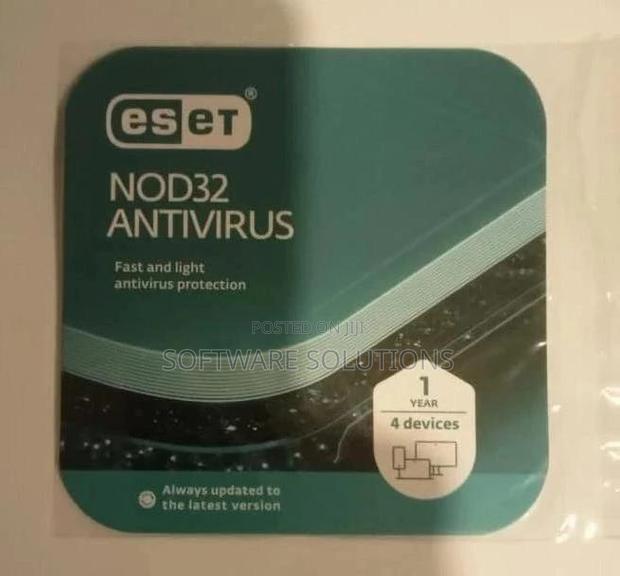 eseT®
NOD32
ANTIVIRUS
Fast and light
antivirus protection
POSTED ON JIJI
SOFTWARE SOLUTIONS
1
YEAR
4 devices
Always updated to
the latest version